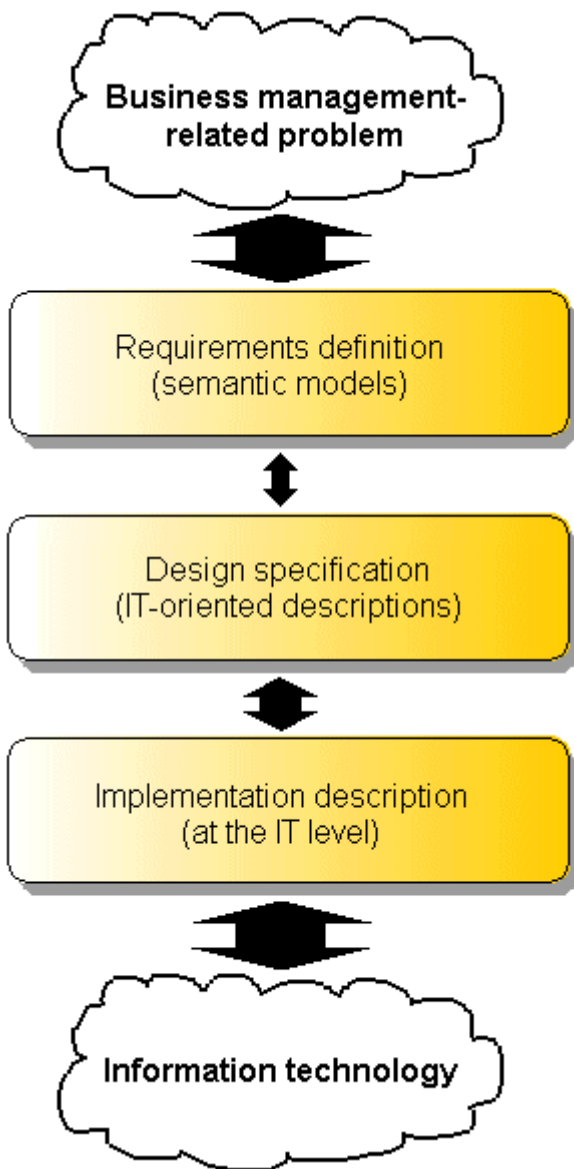 Business management-
related problem
Requirements definition
(semantic models)
Design specification
(IT-oriented descriptions)
Implementation description
(at the IT level)
Information technology